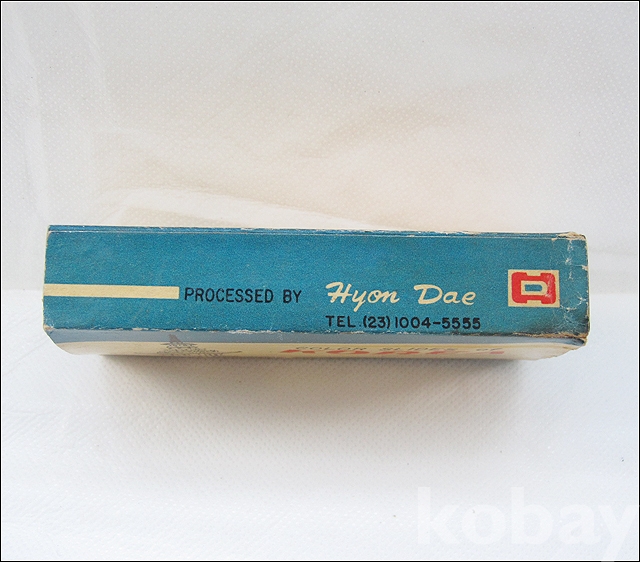 PROCESSED BY Hyon Dae
TEL.(23)1004-5555
kobay